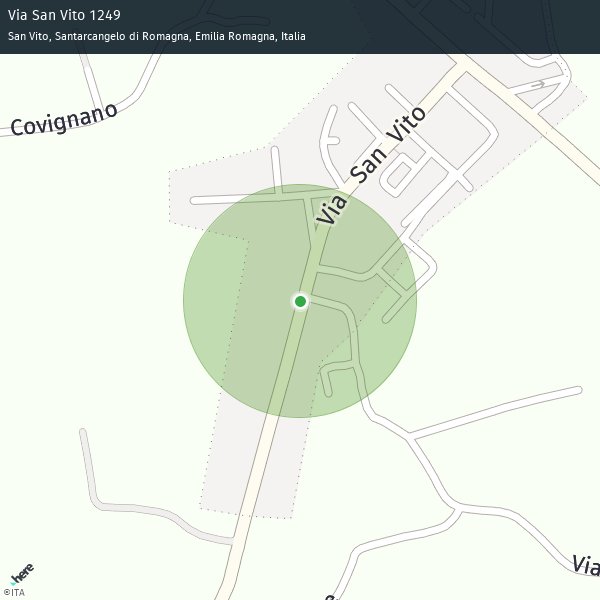 Via San Vito 1249
San Vito, Santarcangelo di Romagna, Emilia Romagna, Italia
Covignano
Via San Vito
Via
here
©ITA